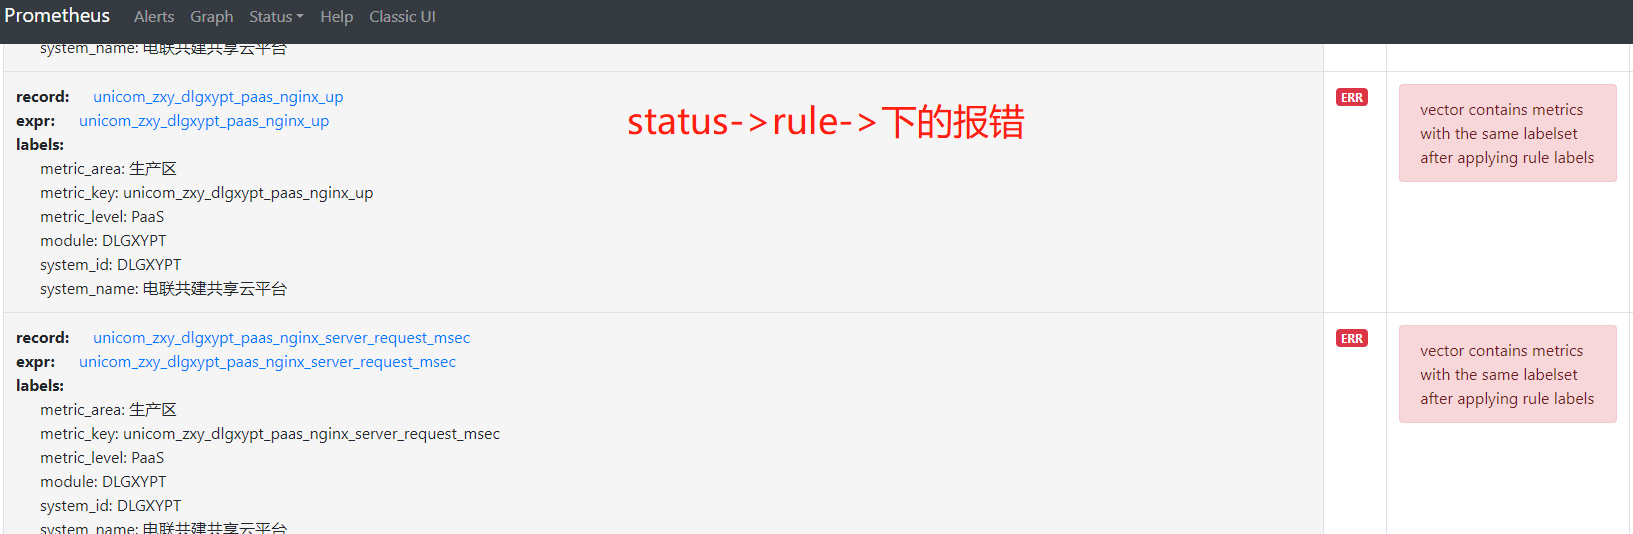 Prometheus Alerts Graph Status Help Classic UI
system_name: 电联共建共享云平台
record: unicom_zxy_dlgxypt_paas_nginx_up
expr: unicom_zxy_dlgxypt_paas_nginx_up
labels:
metric_area: 生产区
metric_key: unicom_zxy_dlgxypt_paas_nginx_up
metric_level: PaaS
module: DLGXYPT
system_id: DLGXYPT
system_name: 电联共建共享云平台
status->rule->下的报错
ERR
vector contains metrics
with the same labelset
after applying rule labels
record: unicom_zxy_dlgxypt_paas_nginx_server_request_msec
expr: unicom_zxy_dlgxypt_paas_nginx_server_request_msec
labels:
metric_area: 生产区
metric_key: unicom_zxy_dlgxypt_paas_nginx_server_request_msec
metric_level: PaaS
module: DLGXYPT
system_id: DLGXYPT
system_name: 电联共建共享云平台
ERR
vector contains metrics
with the same labelset
after applying rule labels